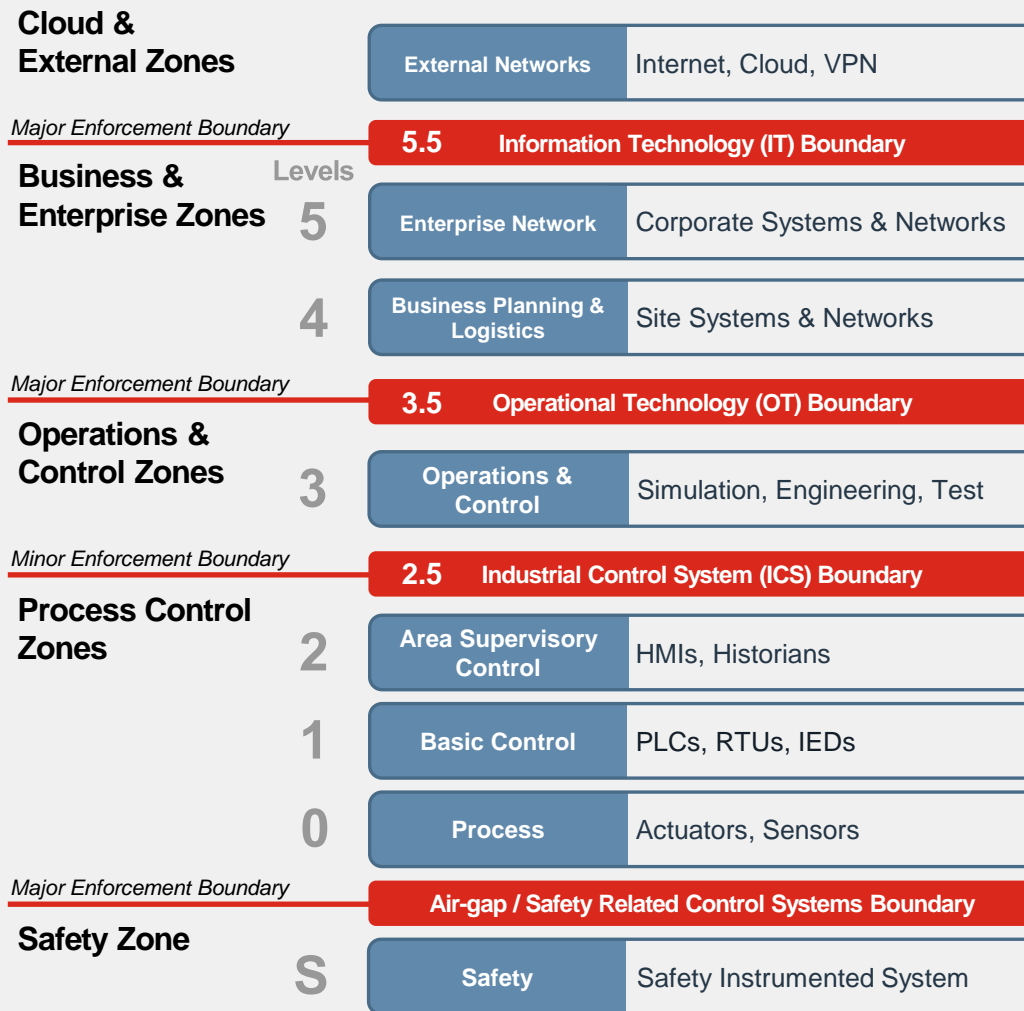 Cloud &
External Zones
External Networks
Internet, Cloud, VPN
Major Enforcement Boundary
5.5 Information Technology (IT) Boundary
Business &
Enterprise Zones
Levels
5
Enterprise Network
Corporate Systems & Networks
4
Business Planning &
Logistics
Site Systems & Networks
Major Enforcement Boundary
3.5 Operational Technology (OT) Boundary
Operations &
Control Zones
3
Operations &
Control
Simulation, Engineering, Test
Minor Enforcement Boundary
2.5 Industrial Control System (ICS) Boundary
Process Control
Zones
2
Area Supervisory
Control
HMIs, Historians
1
Basic Control
PLCs, RTUs, IEDs
0
Process
Actuators, Sensors
Major Enforcement Boundary
Air-gap / Safety Related Control Systems Boundary
Safety Zone
S
Safety
Safety Instrumented System